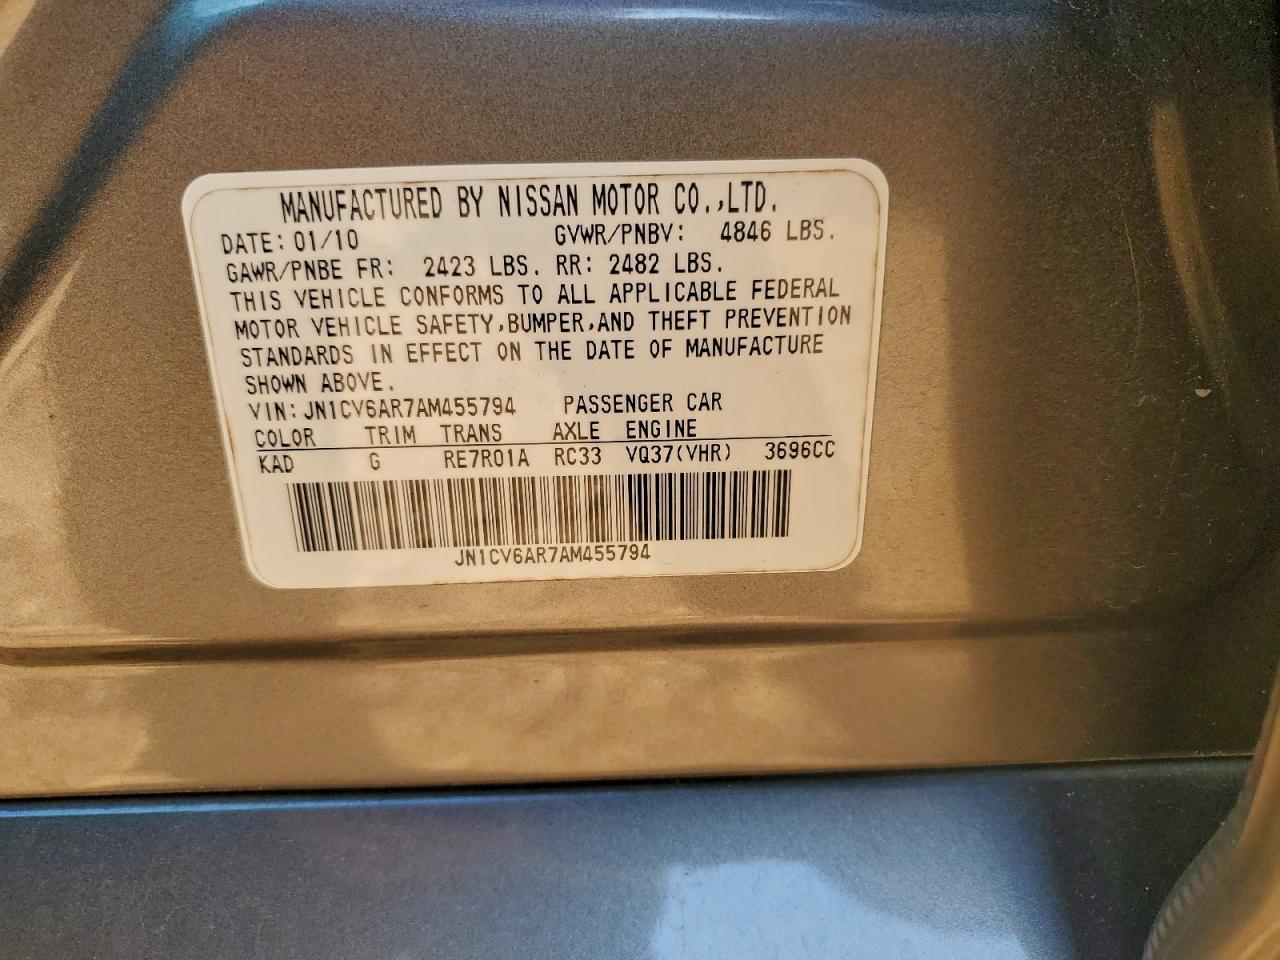 MANUFACTURED BY NISSAN MOTOR CO.,LTD.
DATE: 01/10 GVWR/PNBV: 4846 LBS.
GAWR/PNBE FR: 2423 LBS. RR: 2482 LBS.
THIS VEHICLE CONFORMS TO ALL APPLICABLE FEDERAL
MOTOR VEHICLE SAFETY,BUMPER,AND THEFT PREVENTION
STANDARDS IN EFFECT ON THE DATE OF MANUFACTURE
SHOWN ABOVE.
VIN: JN1CV6AR7AM455794 PASSENGER CAR
COLOR TRIM TRANS AXLE ENGINE
KAD G RE7R01A RC33 VQ37(VHR) 3696CC
JN1CV6AR7AM455794